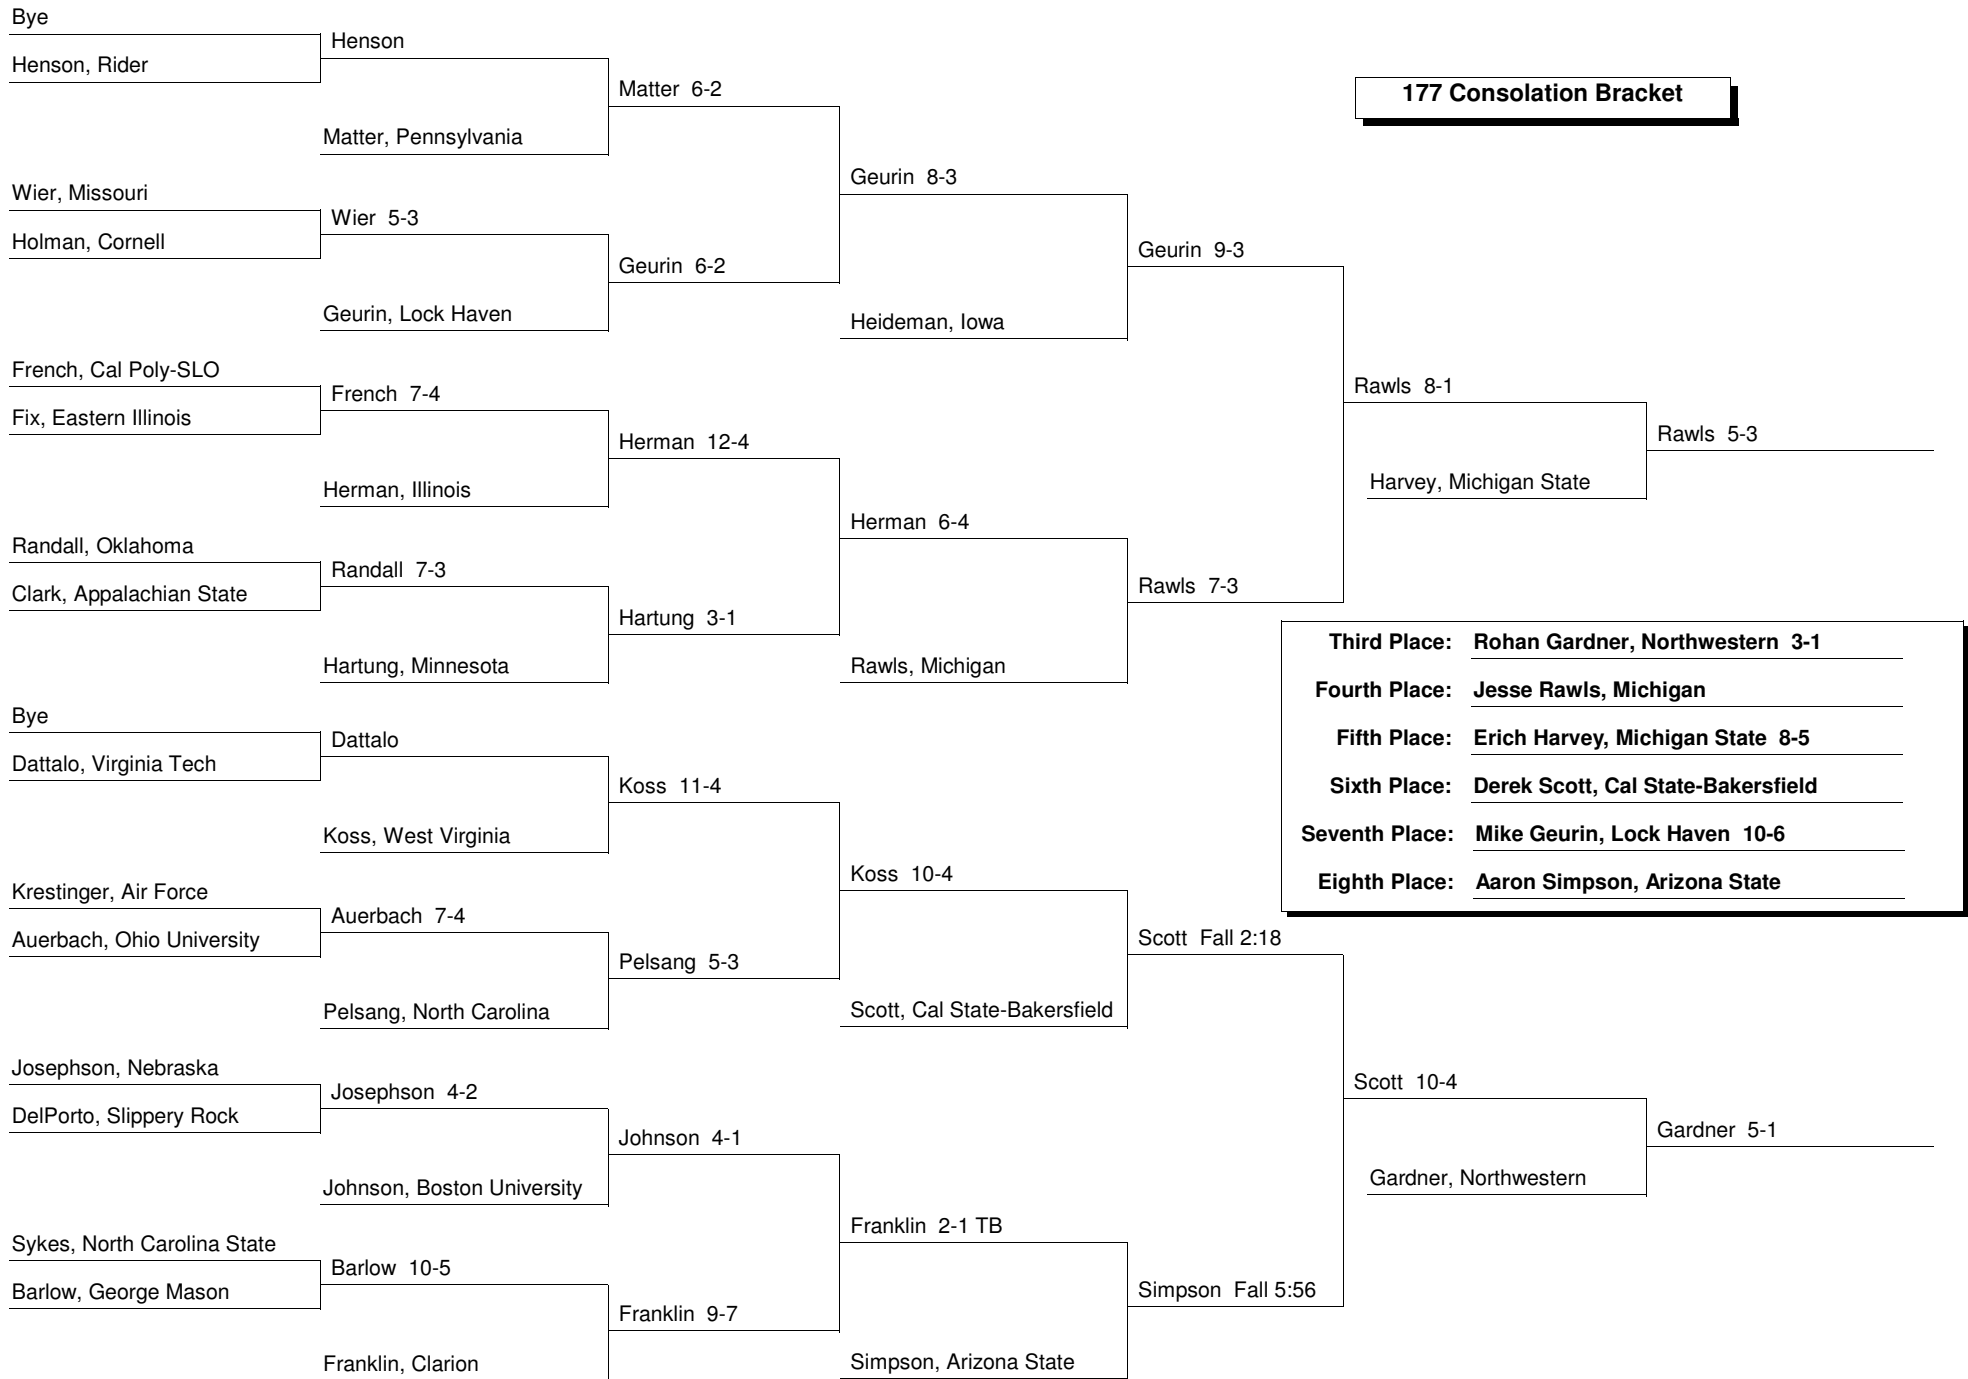 Bye
Henson, Rider
Henson
Matter, Pennsylvania
Matter  6-2
Wier, Missouri
Holman, Cornell
Wier  5-3
Geurin, Lock Haven
Geurin  6-2
Geurin  8-3
Heideman, Iowa
Geurin  9-3
French, Cal Poly-SLO
Fix, Eastern Illinois
French  7-4
Herman, Illinois
Herman  12-4
Randall, Oklahoma
Clark, Appalachian State
Randall  7-3
Hartung, Minnesota
Hartung  3-1
Herman  6-4
Rawls, Michigan
Rawls  7-3
Rawls  8-1
Harvey, Michigan State
Rawls  5-3
177 Consolation Bracket
Bye
Dattalo, Virginia Tech
Dattalo
Koss, West Virginia
Koss  11-4
Krestinger, Air Force
Auerbach, Ohio University
Auerbach  7-4
Pelsang, North Carolina
Pelsang  5-3
Koss  10-4
Scott, Cal State-Bakersfield
Scott  Fall 2:18
Josephson, Nebraska
DelPorto, Slippery Rock
Josephson  4-2
Johnson, Boston University
Johnson  4-1
Sykes, North Carolina State
Barlow, George Mason
Barlow  10-5
Franklin, Clarion
Franklin  9-7
Franklin  2-1 TB
Simpson, Arizona State
Simpson  Fall 5:56
Scott  10-4
Gardner, Northwestern
Gardner  5-1
Third Place: Rohan Gardner, Northwestern  3-1
Fourth Place: Jesse Rawls, Michigan
Fifth Place: Erich Harvey, Michigan State  8-5
Sixth Place: Derek Scott, Cal State-Bakersfield
Seventh Place: Mike Geurin, Lock Haven  10-6
Eighth Place: Aaron Simpson, Arizona State